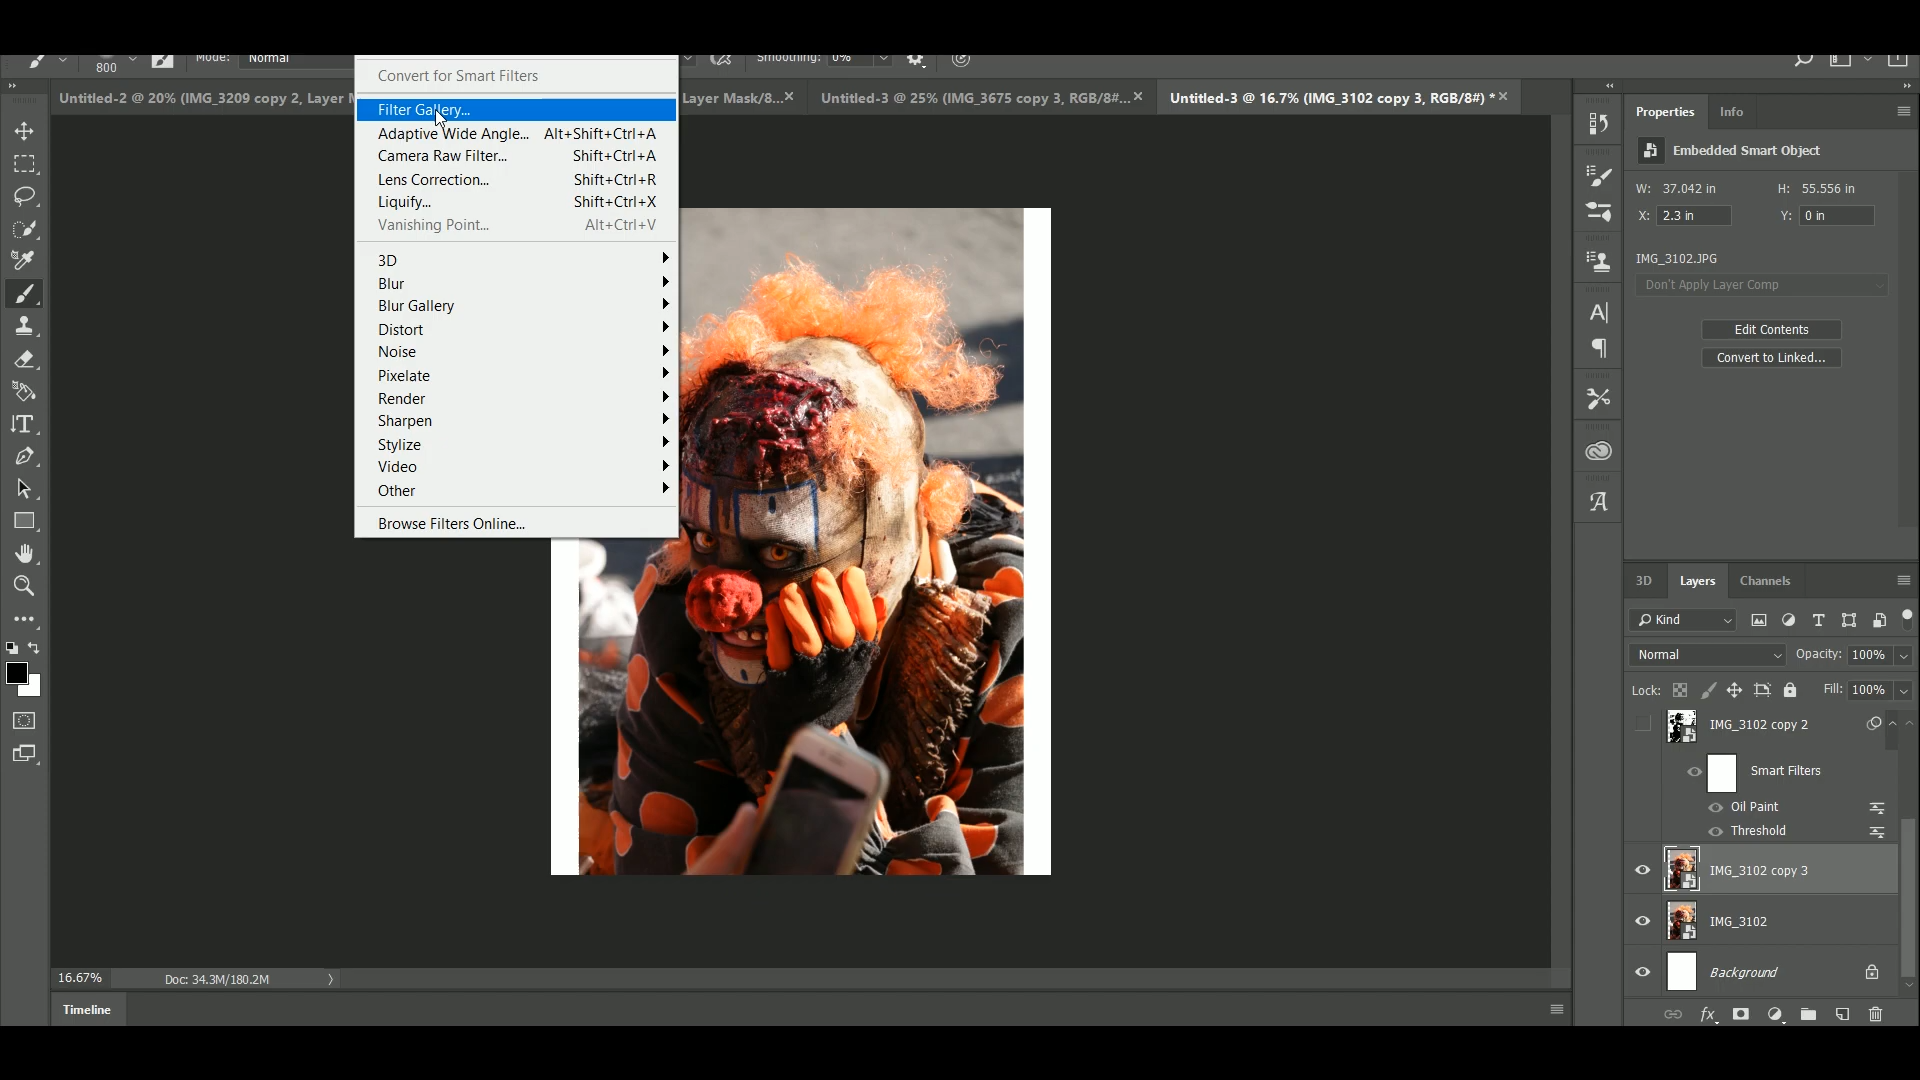 800
Mode: Normal
Smoothing: 0%
Convert for Smart Filters
Filter Gallery...
Adaptive Wide Angle... Alt+Shift+Ctrl+A
Camera Raw Filter... Shift+Ctrl+A
Lens Correction... Shift+Ctrl+R
Liquify... Shift+Ctrl+X
Vanishing Point... Alt+Ctrl+V
3D
Blur
Blur Gallery
Distort
Noise
Pixelate
Render
Sharpen
Stylize
Video
Other
Browse Filters Online...
Untitled-2 @ 20% (IMG_3209 copy 2, Layer M
Layer Mask/8...
Untitled-3 @ 25% (IMG_3675 copy 3, RGB/8#...
Untitled-3 @ 16.7% (IMG_3102 copy 3, RGB/8#) *
16.67%
Doc: 34.3M/180.2M
Timeline
Properties
Info
Embedded Smart Object
W: 37.042 in H: 55.556 in
X: 2.3 in Y: 0 in
IMG_3102.JPG
Don't Apply Layer Comp
Edit Contents
Convert to Linked...
3D
Layers
Channels
Kind
Normal
Opacity: 100%
Lock:
Fill: 100%
IMG_3102 copy 2
Smart Filters
Oil Paint
Threshold
IMG_3102 copy 3
IMG_3102
Background